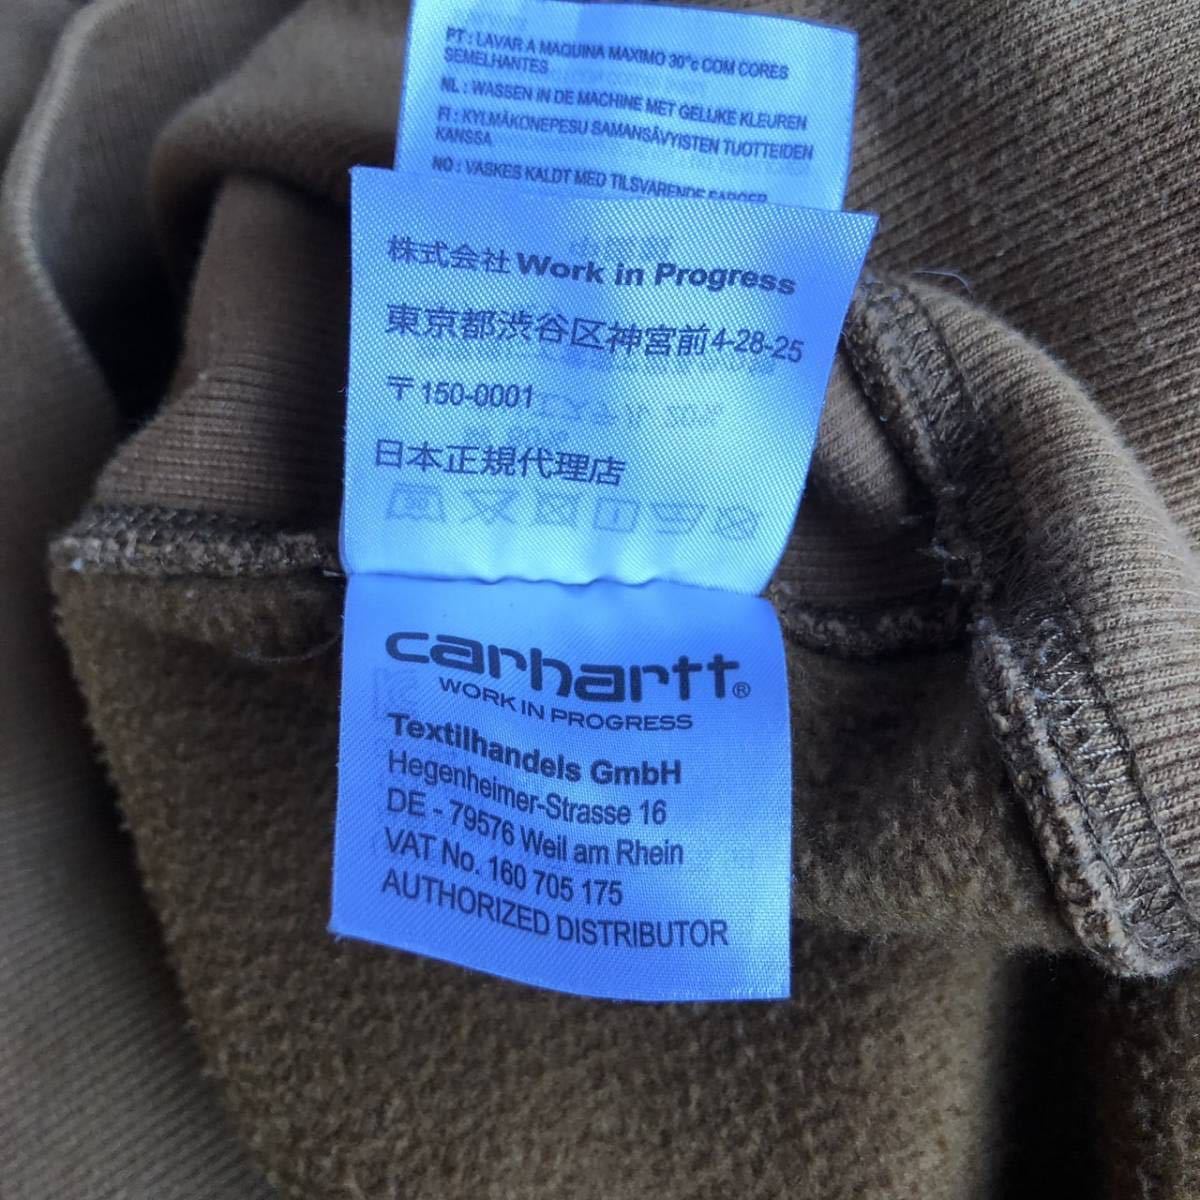 PT : LAVAR A MAQUINA MAXIMO 30°c COM CORES
SEMELHANTES
NL : WASSEN IN DE MACHINE MET GELIJKE KLEUREN
FI : KYLMÄKONEPESU SAMANSÄVYISTEN TUOTTEIDEN
KANSSA
NO : VASKES KALDT MED TILSVARENDE FARGER
株式会社 Work in Progress
東京都渋谷区神宮前4-28-25
〒150-0001
日本正規代理店
carhartt®
WORK IN PROGRESS
Textilhandels GmbH
Hegenheimer-Strasse 16
DE - 79576 Weil am Rhein
VAT No. 160 705 175
AUTHORIZED DISTRIBUTOR